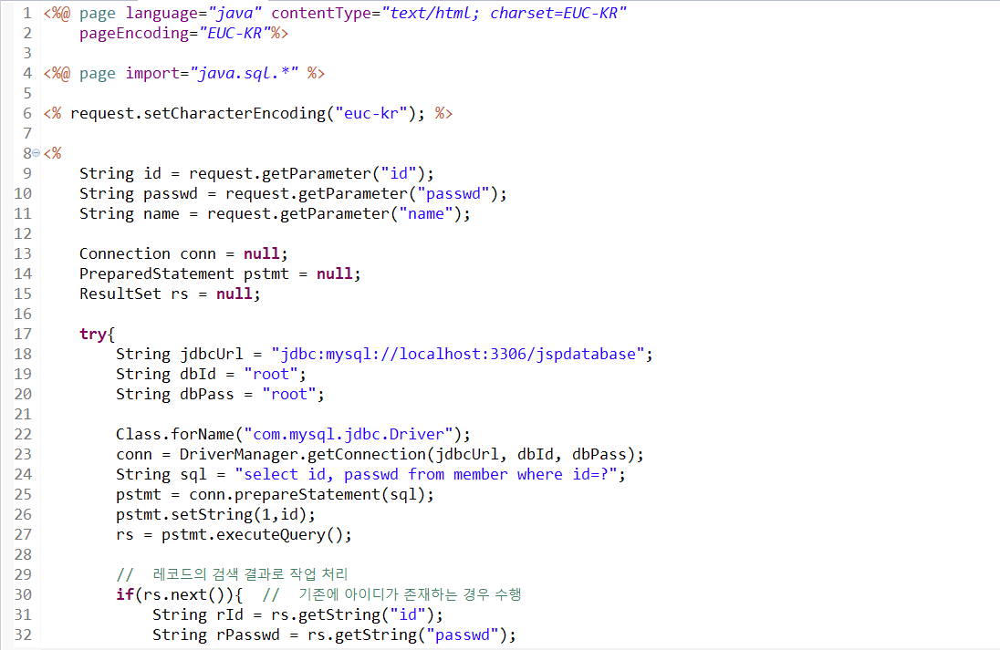 1 <%@ page language="java" contentType="text/html; charset=EUC-KR"
2 pageEncoding="EUC-KR"%>
3
4 <%@ page import="java.sql.*" %>
5
6 <% request.setCharacterEncoding("euc-kr"); %>
7
8 <%
9 String id = request.getParameter("id");
10 String passwd = request.getParameter("passwd");
11 String name = request.getParameter("name");
12
13 Connection conn = null;
14 PreparedStatement pstmt = null;
15 ResultSet rs = null;
16
17 try{
18 String jdbcUrl = "jdbc:mysql://localhost:3306/jspdatabase";
19 String dbId = "root";
20 String dbPass = "root";
21
22 Class.forName("com.mysql.jdbc.Driver");
23 conn = DriverManager.getConnection(jdbcUrl, dbId, dbPass);
24 String sql = "select id, passwd from member where id=?";
25 pstmt = conn.prepareStatement(sql);
26 pstmt.setString(1,id);
27 rs = pstmt.executeQuery();
28
29 // 레코드의 검색 결과로 작업 처리
30 if(rs.next()){ // 기존에 아이디가 존재하는 경우 수행
31 String rId = rs.getString("id");
32 String rPasswd = rs.getString("passwd");